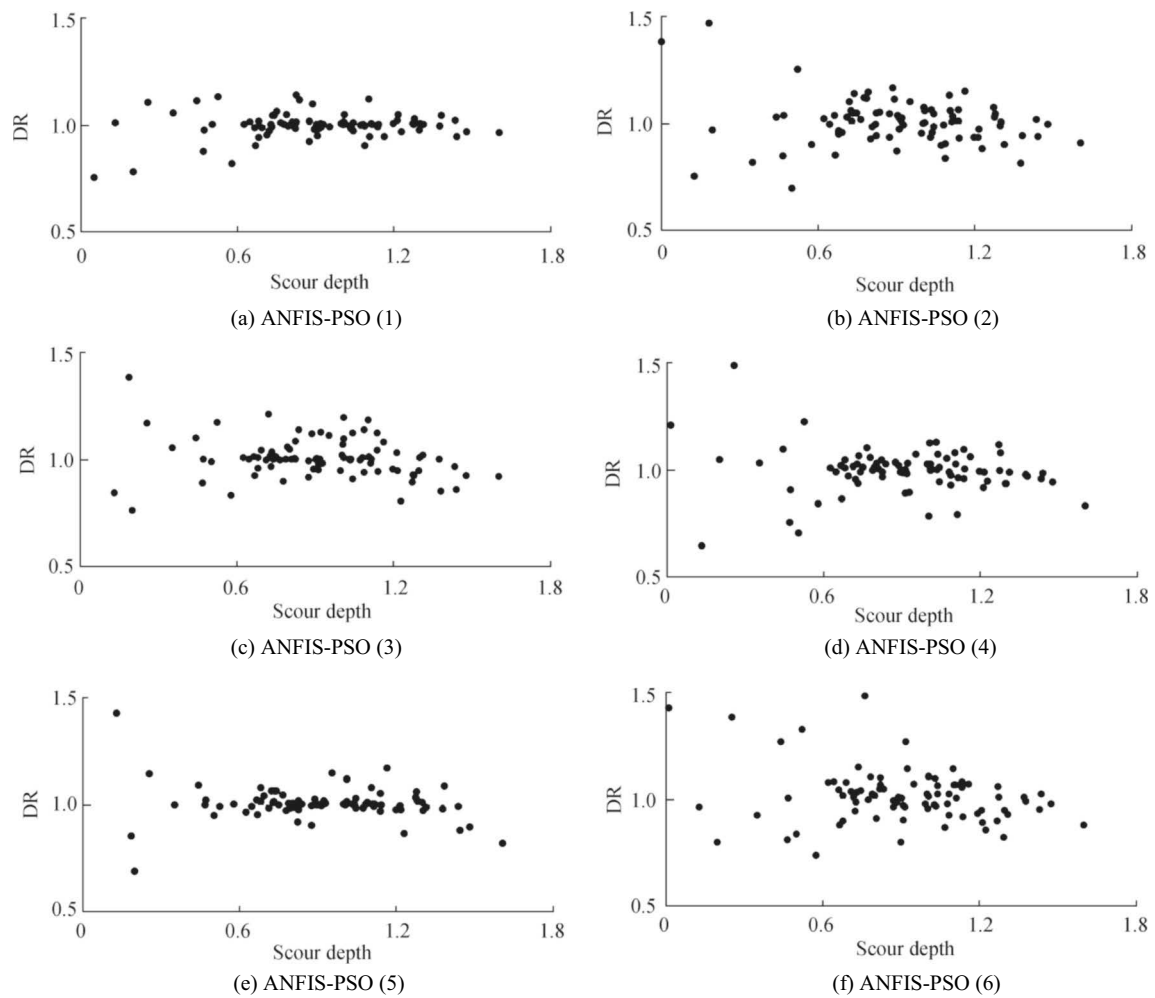 1.5
1.0
0.5
DR
0 0.6 1.2 1.8
Scour depth
(a) ANFIS-PSO (1)
1.5
1.0
0.5
DR
0 0.6 1.2 1.8
Scour depth
(b) ANFIS-PSO (2)
1.5
1.0
0.5
DR
0 0.6 1.2 1.8
Scour depth
(c) ANFIS-PSO (3)
1.5
1.0
0.5
DR
0 0.6 1.2 1.8
Scour depth
(d) ANFIS-PSO (4)
1.5
1.0
0.5
DR
0 0.6 1.2 1.8
Scour depth
(e) ANFIS-PSO (5)
1.5
1.0
0.5
DR
0 0.6 1.2 1.8
Scour depth
(f) ANFIS-PSO (6)